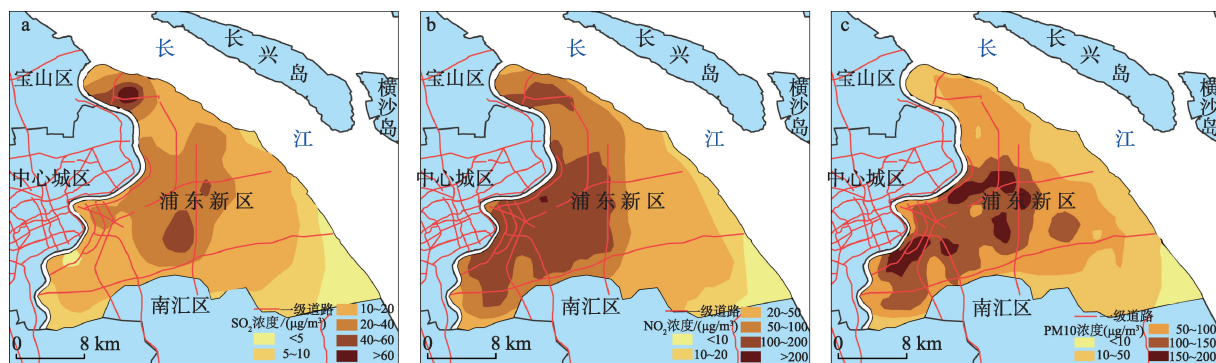 a
长
江
长兴岛
横沙岛
宝山区
中心城区
浦东新区
南汇区
一级道路
SO₂浓度/(μg/m³)
<5
5~10
10~20
20~40
40~60
>60
0 8 km
b
长
江
长兴岛
横沙岛
宝山区
中心城区
浦东新区
南汇区
一级道路
NO₂浓度/(μg/m³)
<10
10~20
20~50
50~100
100~200
>200
0 8 km
c
长
江
长兴岛
横沙岛
宝山区
中心城区
浦东新区
南汇区
一级道路
PM10浓度(μg/m³)
<10
10~50
50~100
100~150
150~200
0 8 km